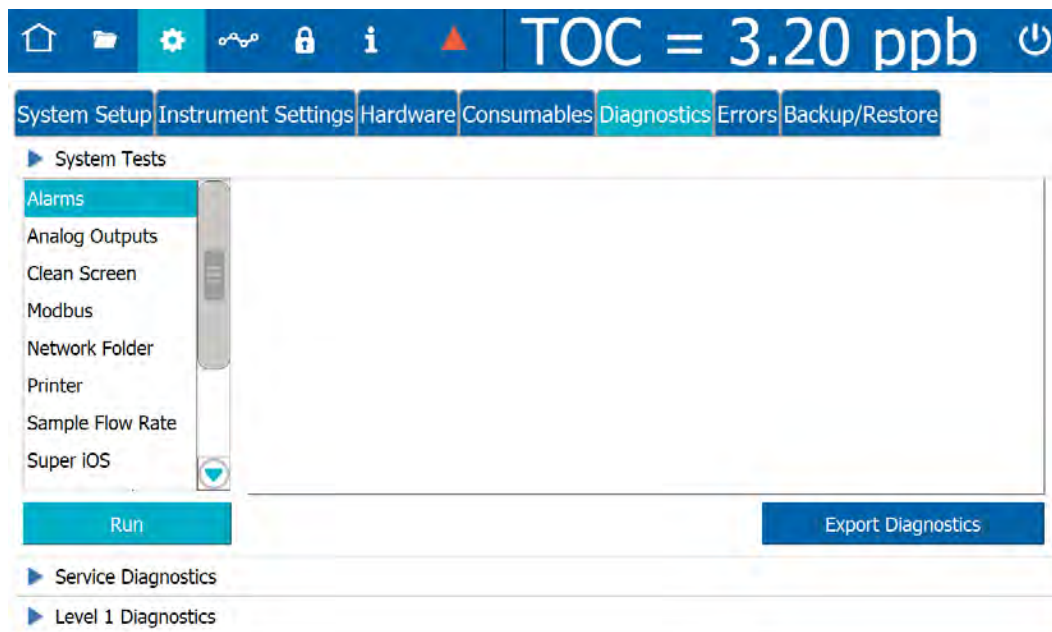 TOC = 3.20 ppb
System Setup Instrument Settings Hardware Consumables Diagnostics Errors Backup/Restore
System Tests
Alarms
Analog Outputs
Clean Screen
Modbus
Network Folder
Printer
Sample Flow Rate
Super iOS
Run Export Diagnostics
Service Diagnostics
Level 1 Diagnostics